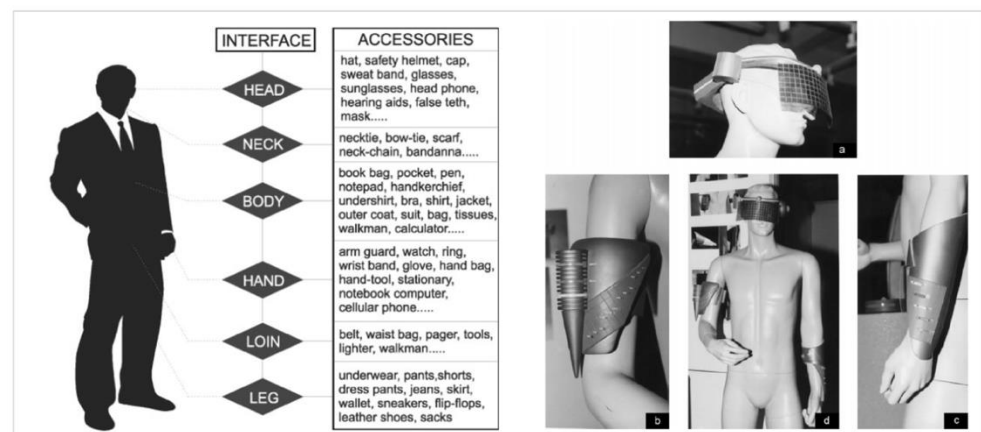 INTERFACE
ACCESSORIES
HEAD
hat, safety helmet, cap,
sweat band, glasses,
sunglasses, head phone,
hearing aids, false teth,
mask.....
NECK
necktie, bow-tie, scarf,
neck-chain, bandanna.....
BODY
book bag, pocket, pen,
notepad, handkerchief,
undershirt, bra, shirt, jacket,
outer coat, suit, bag, tissues,
walkman, calculator.....
HAND
arm guard, watch, ring,
wrist band, glove, hand bag,
hand-tool, stationary,
notebook computer,
cellular phone.....
LOIN
belt, waist bag, pager, tools,
lighter, walkman.....
LEG
underwear, pants,shorts,
dress pants, jeans, skirt,
wallet, sneakers, flip-flops,
leather shoes, sacks
a
b
d
c